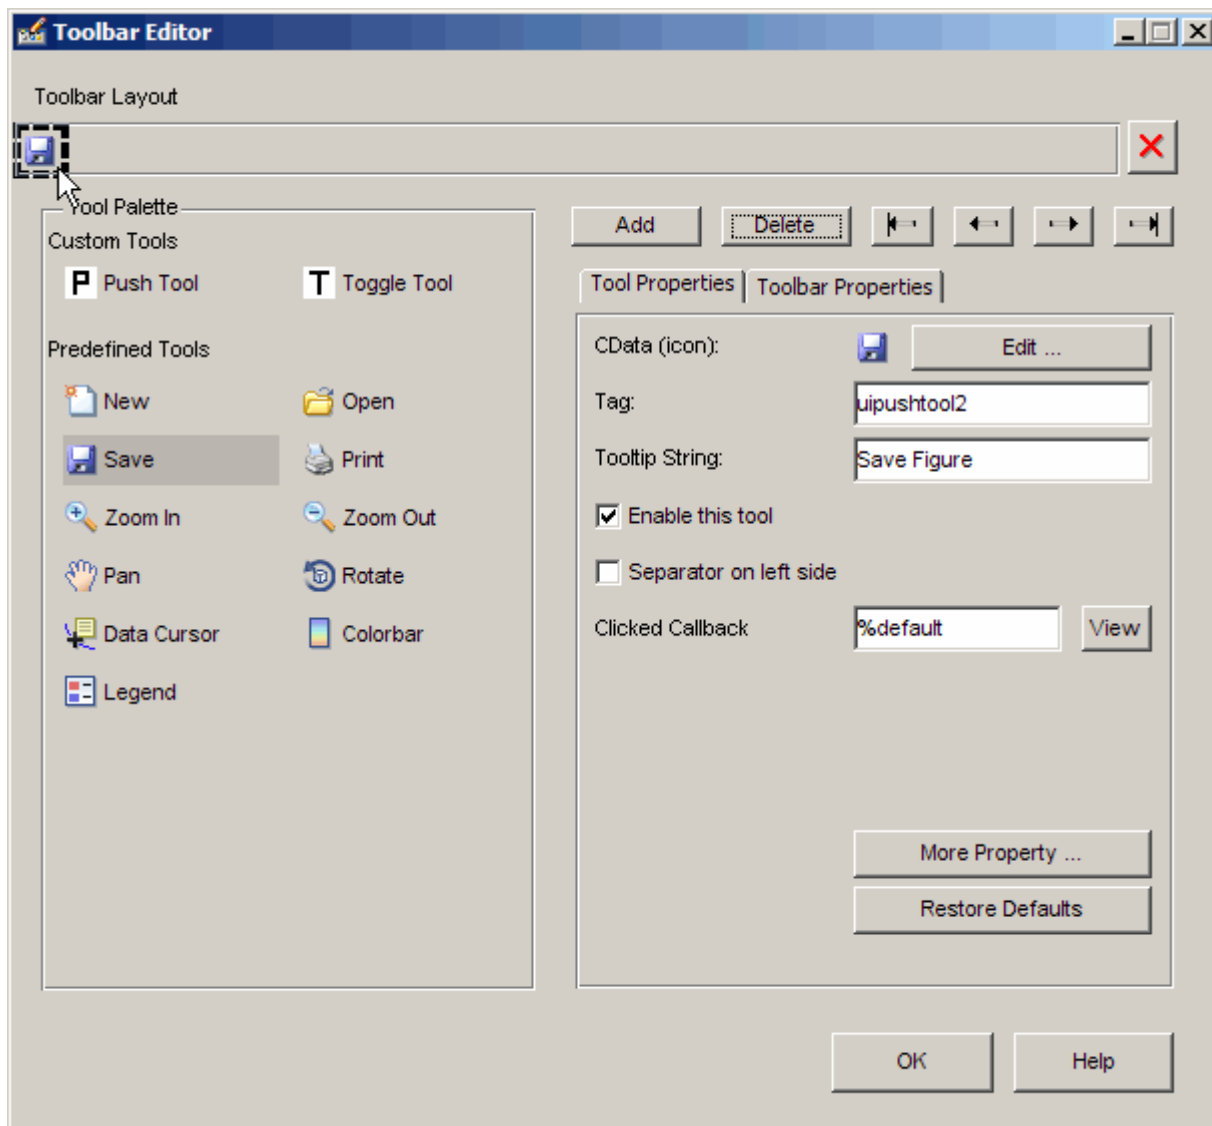 Toolbar Editor
Toolbar Layout
Tool Palette
Custom Tools
P Push Tool
T Toggle Tool
Predefined Tools
New
Open
Save
Print
Zoom In
Zoom Out
Pan
Rotate
Data Cursor
Colorbar
Legend
Add
Delete
Tool Properties
Toolbar Properties
CData (icon):
Edit ...
Tag:
uipushtool2
Tooltip String:
Save Figure
Enable this tool
Separator on left side
Clicked Callback
%default
View
More Property ...
Restore Defaults
OK
Help